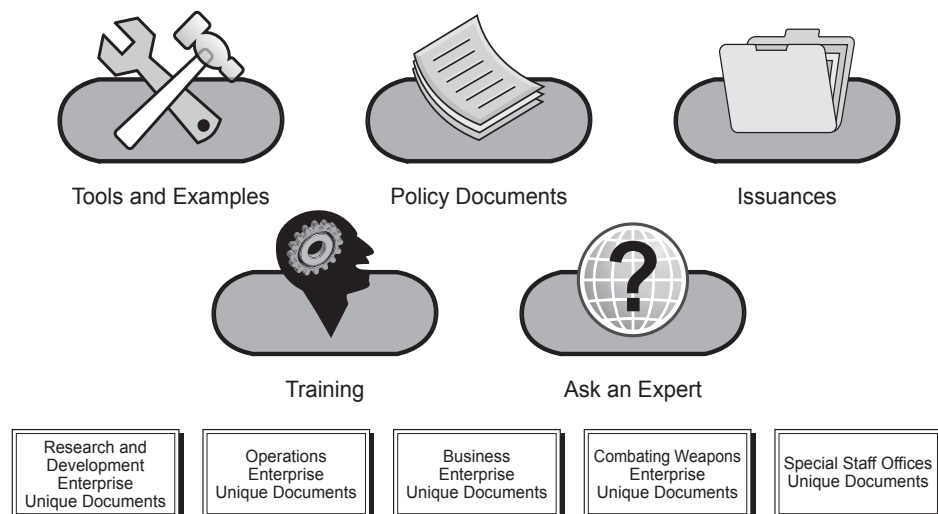 Tools and Examples
Policy Documents
Issuances
?
Training
Ask an Expert
Research and
Development
Enterprise
Unique Documents
Operations
Enterprise
Unique Documents
Business
Enterprise
Unique Documents
Combating Weapons
Enterprise
Unique Documents
Special Staff Offices
Unique Documents